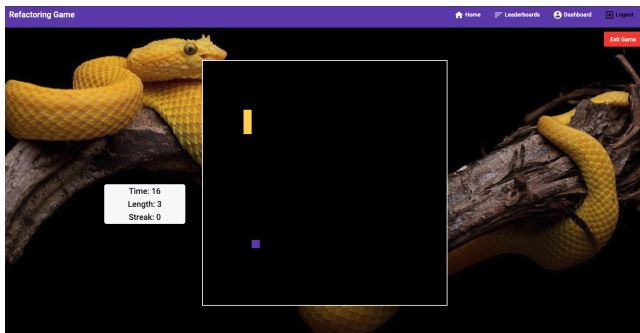 Refactoring Game
Home
Leaderboards
Dashboard
Logout
Exit Game
Time: 16
Length: 3
Streak: 0